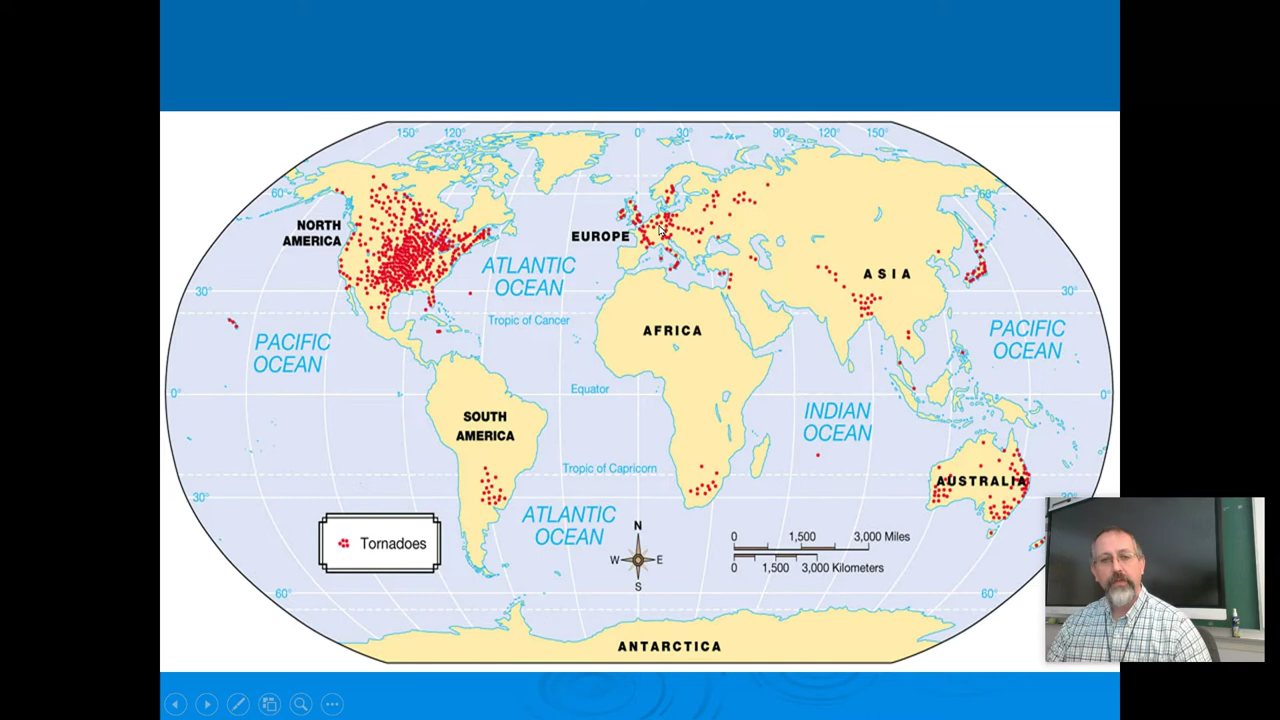 150° 120° 0° 30° 90° 120° 150°
60° 60°
NORTH
AMERICA
EUROPE
ATLANTIC
OCEAN
ASIA
30° 30°
Tropic of Cancer
AFRICA
PACIFIC
OCEAN
PACIFIC
OCEAN
0° Equator 0°
SOUTH
AMERICA
INDIAN
OCEAN
Tropic of Capricorn
AUSTRALIA
30°
ATLANTIC
OCEAN
Tornadoes
N
W E
S
0 1,500 3,000 Miles
0 1,500 3,000 Kilometers
60° 60°
ANTARCTICA